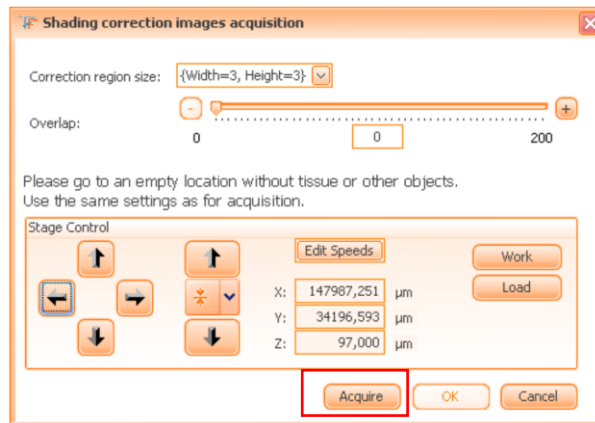 Shading correction images acquisition
Correction region size: {Width=3, Height=3}
- +
Overlap:
0 0 200
Please go to an empty location without tissue or other objects.
Use the same settings as for acquisition.
Stage Control
Edit Speeds Work
X: 147987,251 µm Load
Y: 34196,593 µm
Z: 97,000 µm
Acquire OK Cancel